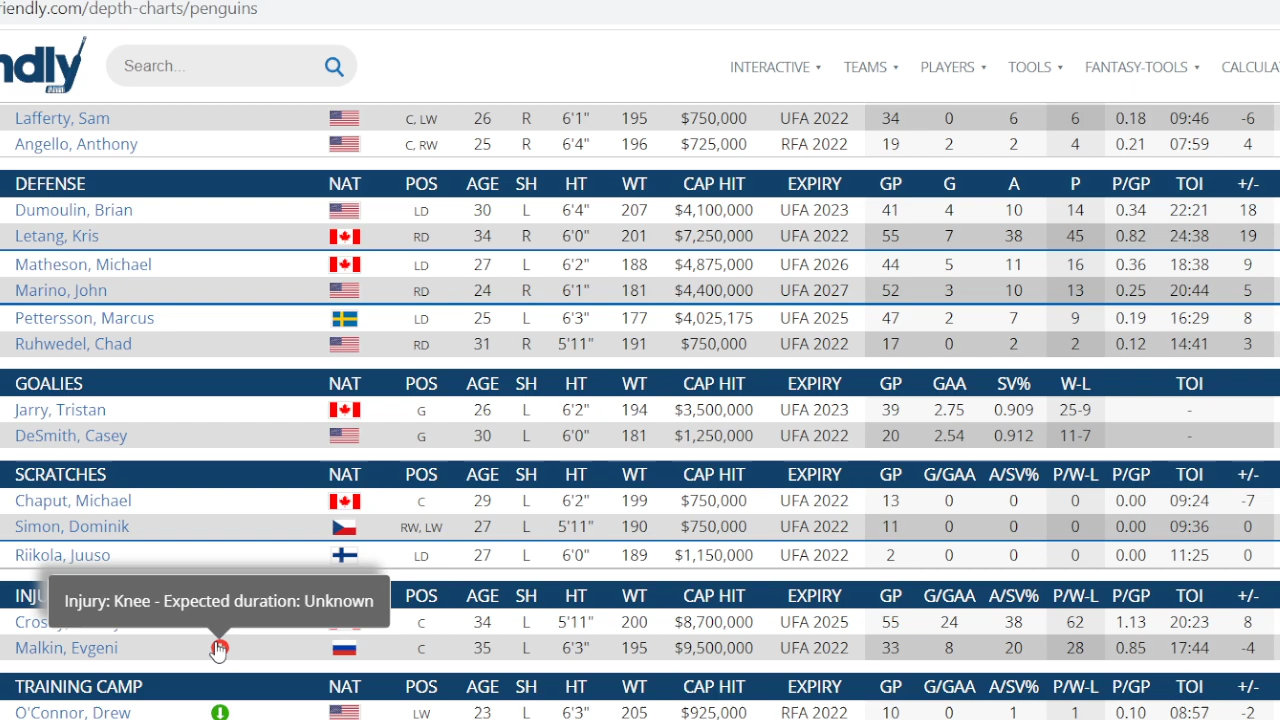 riendly.com/depth-charts/penguins
ndly Search... INTERACTIVE TEAMS PLAYERS TOOLS FANTASY-TOOLS CALCULA
Lafferty, Sam C, LW 26 R 6'1" 195 $750,000 UFA 2022 34 0 6 6 0.18 09:46 -6
Angello, Anthony C, RW 25 R 6'4" 196 $725,000 RFA 2022 19 2 2 4 0.21 07:59 4
DEFENSE NAT POS AGE SH HT WT CAP HIT EXPIRY GP G A P P/GP TOI +/-
Dumoulin, Brian LD 30 L 6'4" 207 $4,100,000 UFA 2023 41 4 10 14 0.34 22:21 18
Letang, Kris RD 34 R 6'0" 201 $7,250,000 UFA 2022 55 7 38 45 0.82 24:38 19
Matheson, Michael LD 27 L 6'2" 188 $4,875,000 UFA 2026 44 5 11 16 0.36 18:38 9
Marino, John RD 24 R 6'1" 181 $4,400,000 UFA 2027 52 3 10 13 0.25 20:44 5
Pettersson, Marcus LD 25 L 6'3" 177 $4,025,175 UFA 2025 47 2 7 9 0.19 16:29 8
Ruhwedel, Chad RD 31 R 5'11" 191 $750,000 UFA 2022 17 0 2 2 0.12 14:41 3
GOALIES NAT POS AGE SH HT WT CAP HIT EXPIRY GP GAA SV% W-L TOI
Jarry, Tristan G 26 L 6'2" 194 $3,500,000 UFA 2023 39 2.75 0.909 25-9 -
DeSmith, Casey G 30 L 6'0" 181 $1,250,000 UFA 2022 20 2.54 0.912 11-7 -
SCRATCHES NAT POS AGE SH HT WT CAP HIT EXPIRY GP G/GAA A/SV% P/W-L P/GP TOI +/-
Chaput, Michael C 29 L 6'2" 199 $750,000 UFA 2022 13 0 0 0 0.00 09:24 -7
Simon, Dominik RW, LW 27 L 5'11" 190 $750,000 UFA 2022 11 0 0 0 0.00 09:36 0
Riikola, Juuso LD 27 L 6'0" 189 $1,150,000 UFA 2022 2 0 0 0 0.00 11:25 0
INJ POS AGE SH HT WT CAP HIT EXPIRY GP G/GAA A/SV% P/W-L P/GP TOI +/-
Injury: Knee - Expected duration: Unknown
Cros C 34 L 5'11" 200 $8,700,000 UFA 2025 55 24 38 62 1.13 20:23 8
Malkin, Evgeni C 35 L 6'3" 195 $9,500,000 UFA 2022 33 8 20 28 0.85 17:44 -4
TRAINING CAMP NAT POS AGE SH HT WT CAP HIT EXPIRY GP G/GAA A/SV% P/W-L P/GP TOI +/-
O'Connor, Drew LW 23 L 6'3" 205 $925,000 RFA 2022 10 0 1 1 0.10 08:57 -2